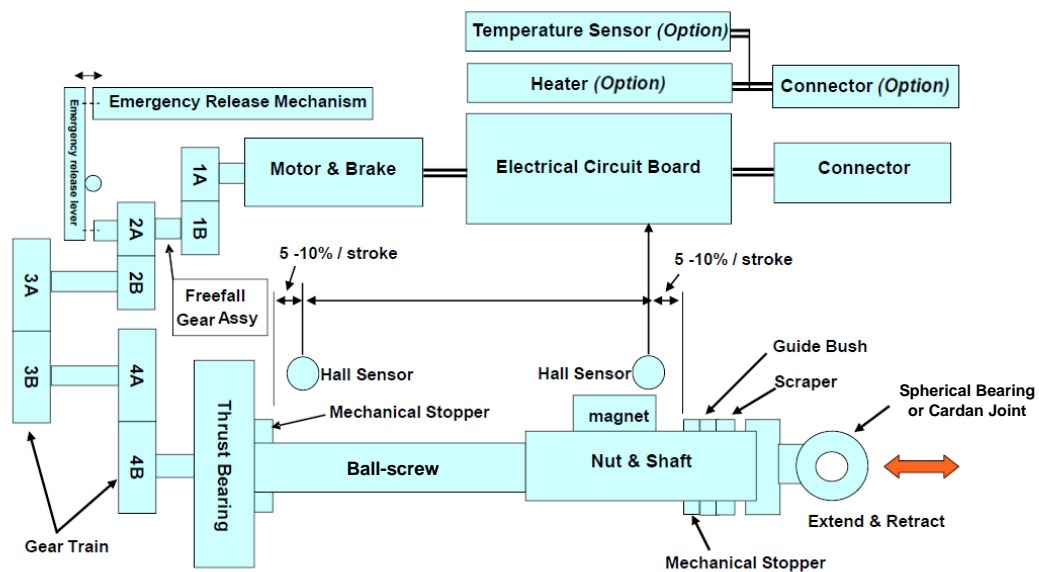 Temperature Sensor (Option)
Heater (Option)
Connector (Option)
Emergency Release Mechanism
Emergency release lever
Motor & Brake
Electrical Circuit Board
Connector
1A
1B
2A
2B
3A
3B
4A
4B
5 -10% / stroke
5 -10% / stroke
Freefall
Gear Assy
Hall Sensor
Hall Sensor
Guide Bush
Scraper
Spherical Bearing
or Cardan Joint
Mechanical Stopper
magnet
Thrust Bearing
Ball-screw
Nut & Shaft
Extend & Retract
Gear Train
Mechanical Stopper